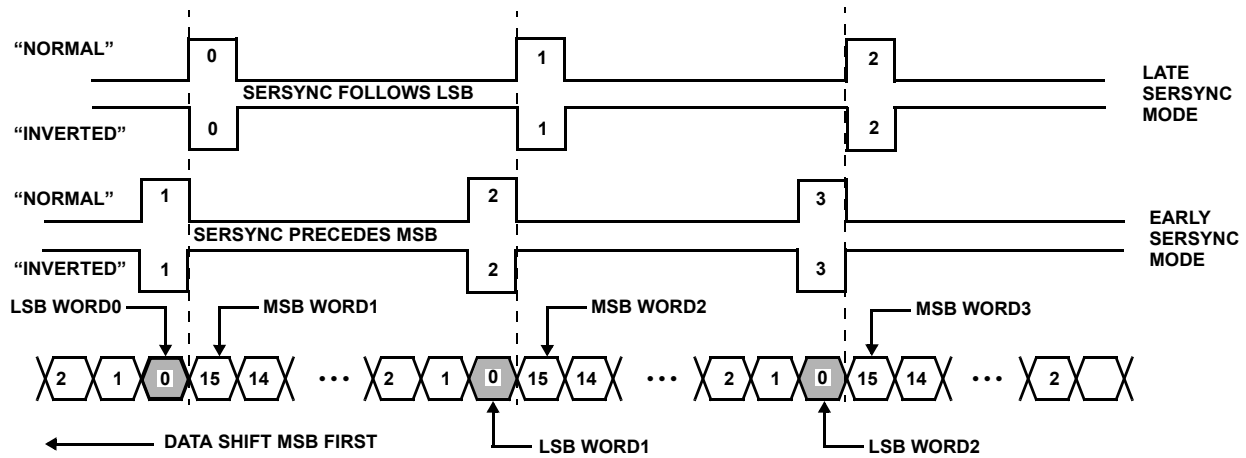 “NORMAL” 0 1 2
SERSYNC FOLLOWS LSB
LATE
SERSYNC
MODE
“INVERTED” 0 1 2
“NORMAL” 1 2 3
SERSYNC PRECEDES MSB
EARLY
SERSYNC
MODE
“INVERTED” 1 2 3
LSB WORD0 MSB WORD1 MSB WORD2 MSB WORD3
2 1 0 15 14 ••• 2 1 0 15 14 ••• 2 1 0 15 14 ••• 2
DATA SHIFT MSB FIRST LSB WORD1 LSB WORD2